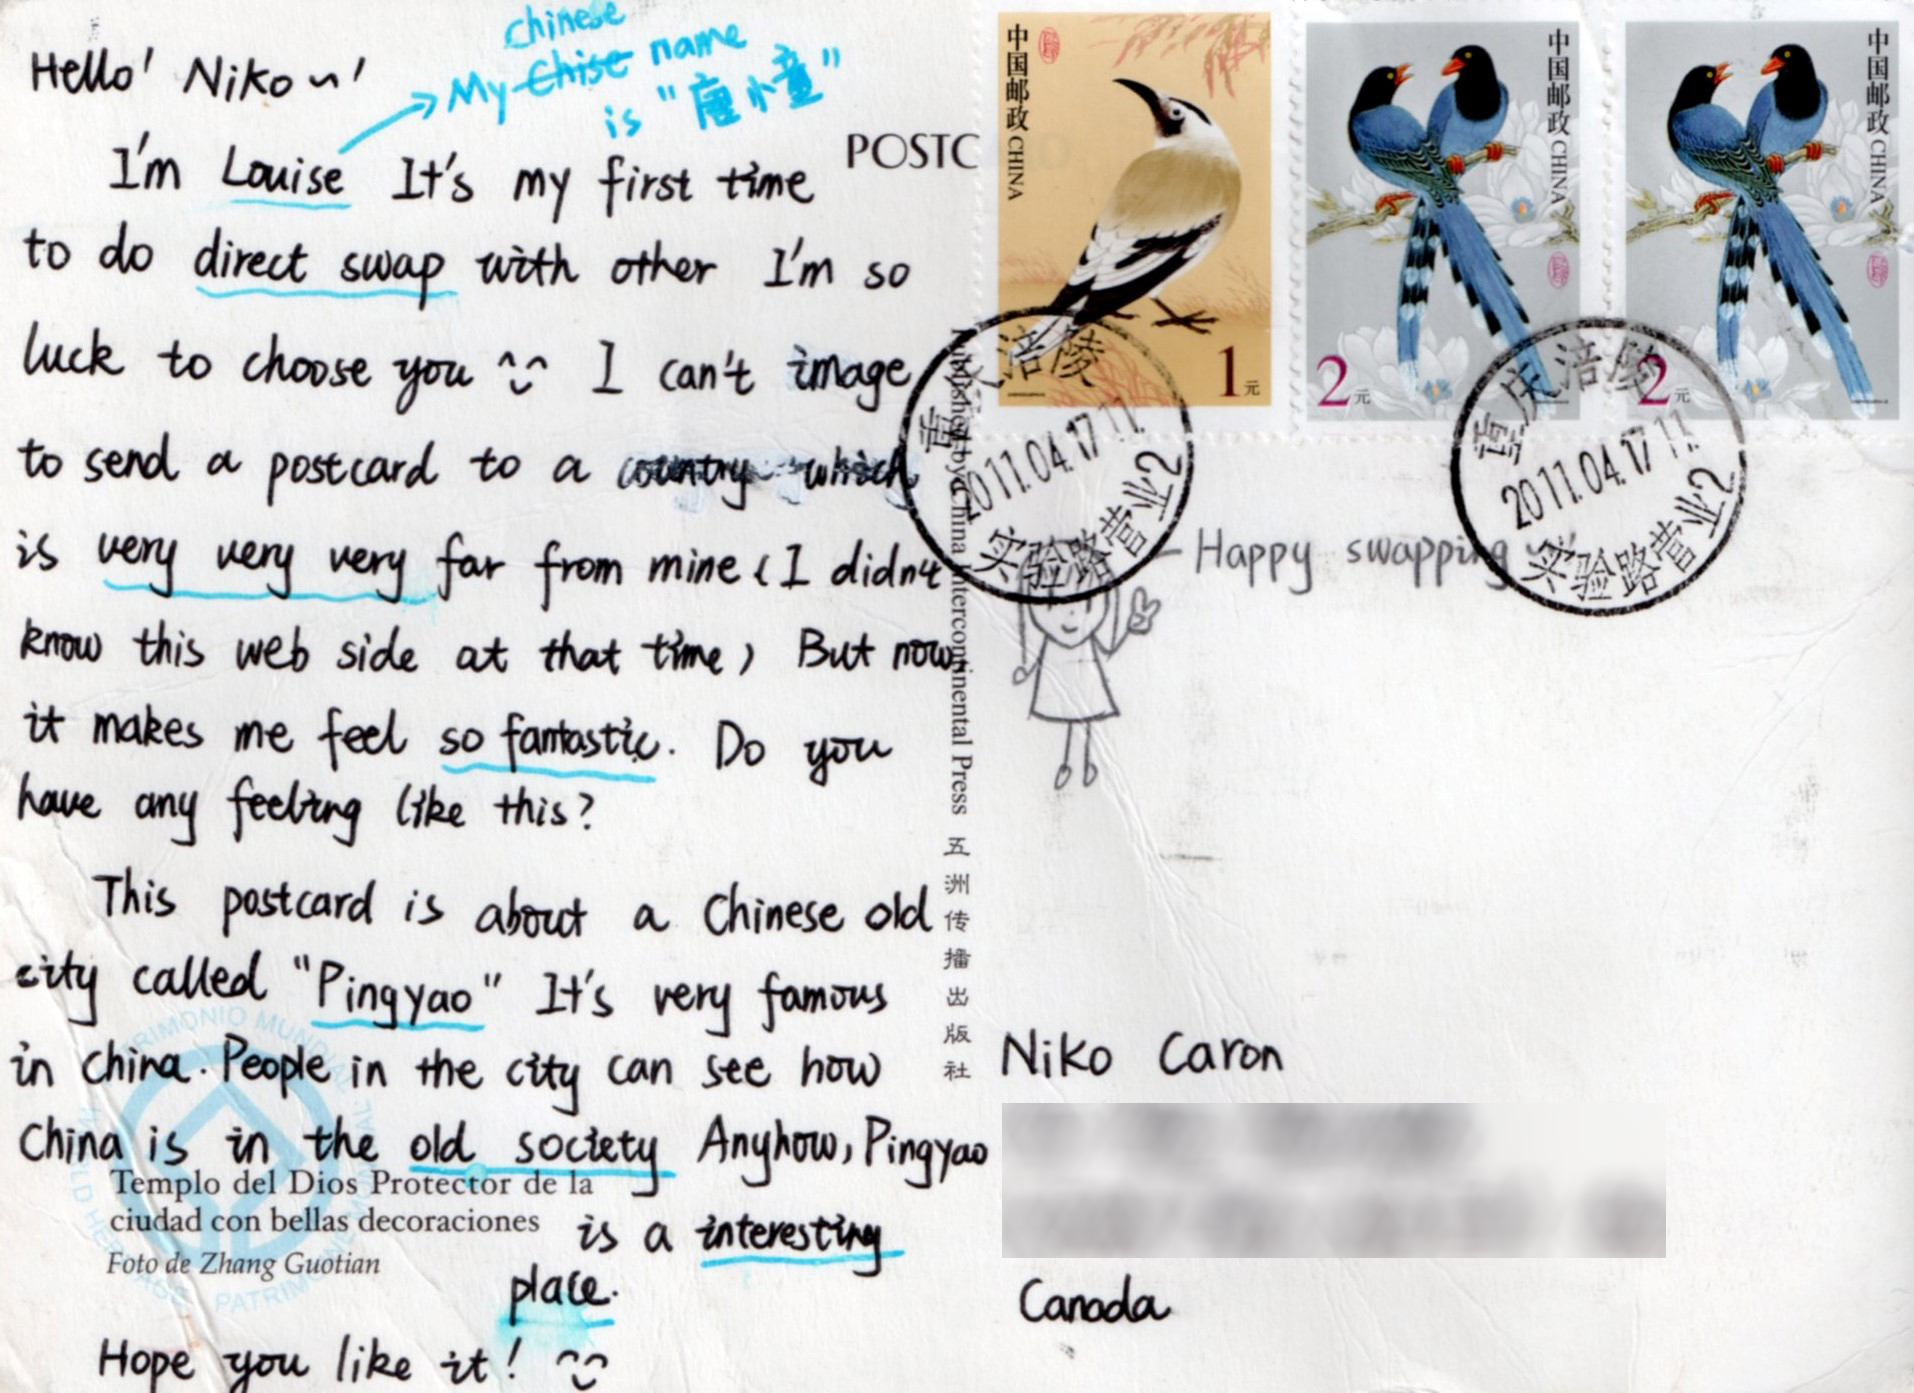 Hello! Niko~!
chinese
My Chise name
is "唐小童"
I'm Louise It's my first time
to do direct swap with other I'm so
luck to choose you ^‿^ I can't image
to send a postcard to a country which
is very very very far from mine (I didn't
know this web side at that time) But now
it makes me feel so fantastic. Do you
have any feeling like this?
This postcard is about a Chinese old
city called "Pingyao" It's very famous
in china. People in the city can see how
China is in the old society Anyhow, Pingyao
is a interesting
place.
Hope you like it! ^‿^
Templo del Dios Protector de la
ciudad con bellas decoraciones
Foto de Zhang Guotian
PATRIMONIO MUNDIAL
WORLD HERITAGE
PATRIMOINE MONDIAL
POSTCARD
Published by China Intercontinental Press 五洲传播出版社
中国邮政 CHINA
1元
中国邮政 CHINA
2元
中国邮政 CHINA
2元
涪陵
2011.04.17 11
实验路营业2
重庆涪陵
2011.04.17 11
实验路营业2
Happy swapping
Niko Caron
Canada